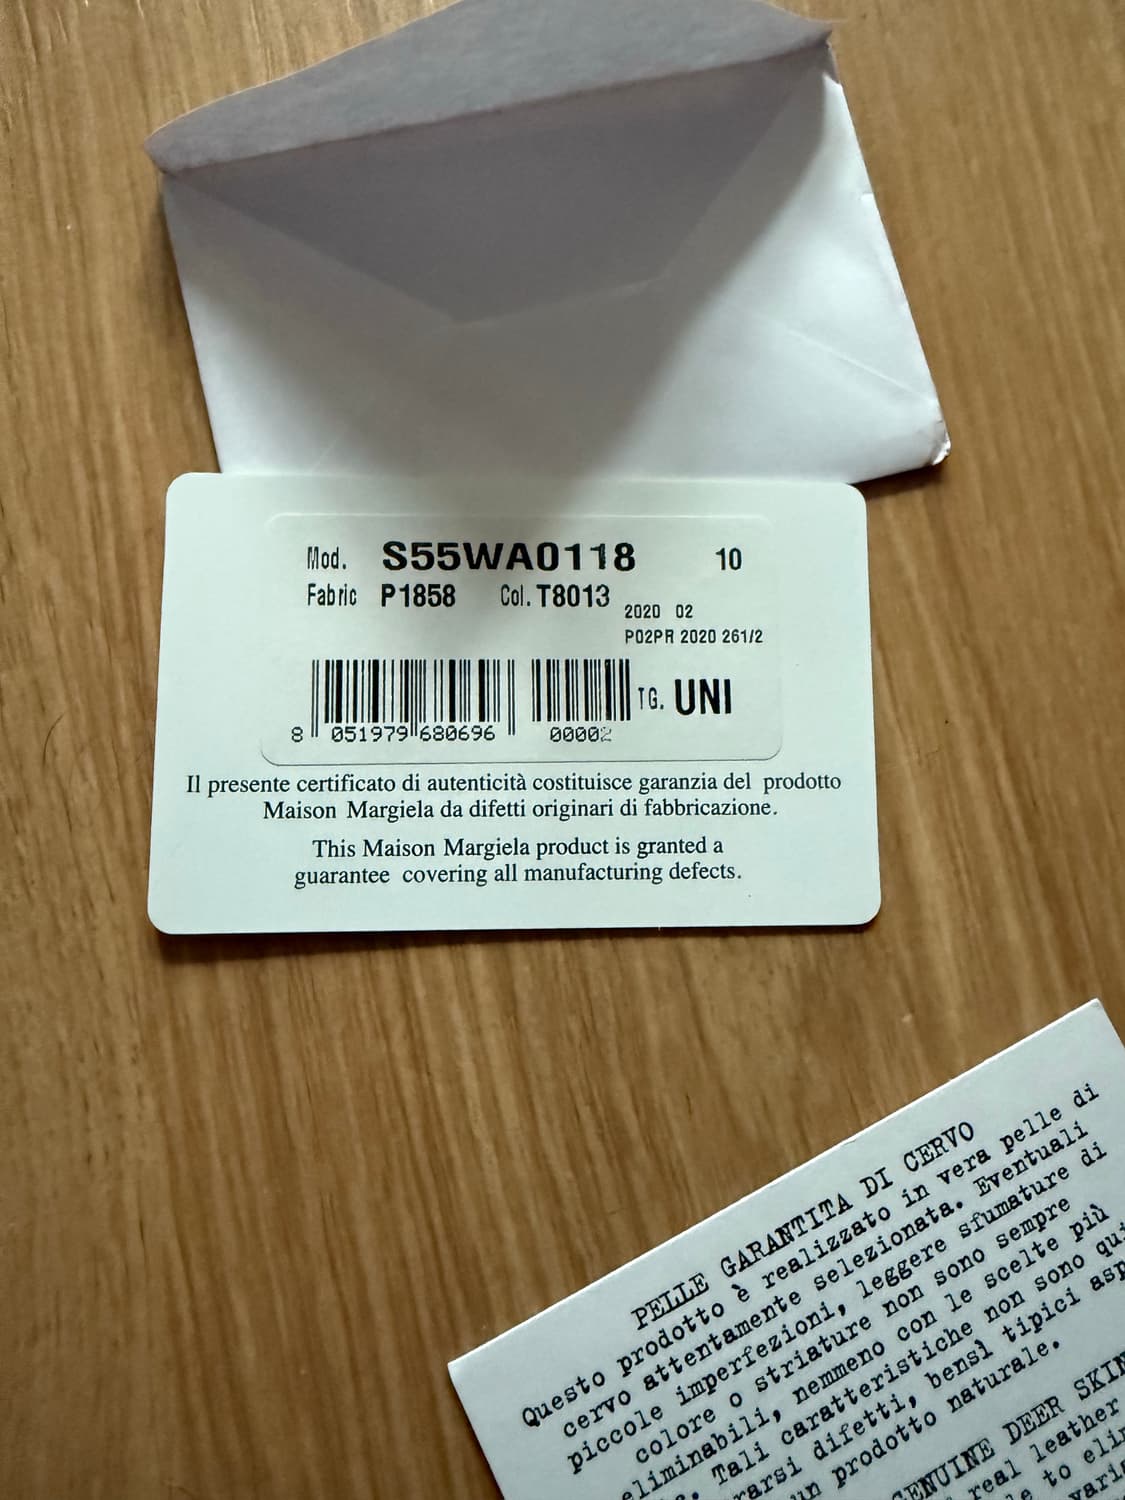 Mod. S55WA0118 10
Fabric P1858 Col. T8013
2020 02
P02PR 2020 261/2
TG. UNI
8 051979 680696 00002
Il presente certificato di autenticità costituisce garanzia del prodotto
Maison Margiela da difetti originari di fabbricazione.
This Maison Margiela product is granted a
guarantee covering all manufacturing defects.
PELLE GARANTITA DI CERVO
Questo prodotto è realizzato in vera pelle di
cervo attentamente selezionata. Eventuali
piccole imperfezioni, leggere sfumature di
colore o striature non sono sempre
eliminabili, nemmeno con le scelte più
Tali caratteristiche non sono
difetti, bensì tipici
un prodotto naturale.
GENUINE DEER SKIN
real leather
to